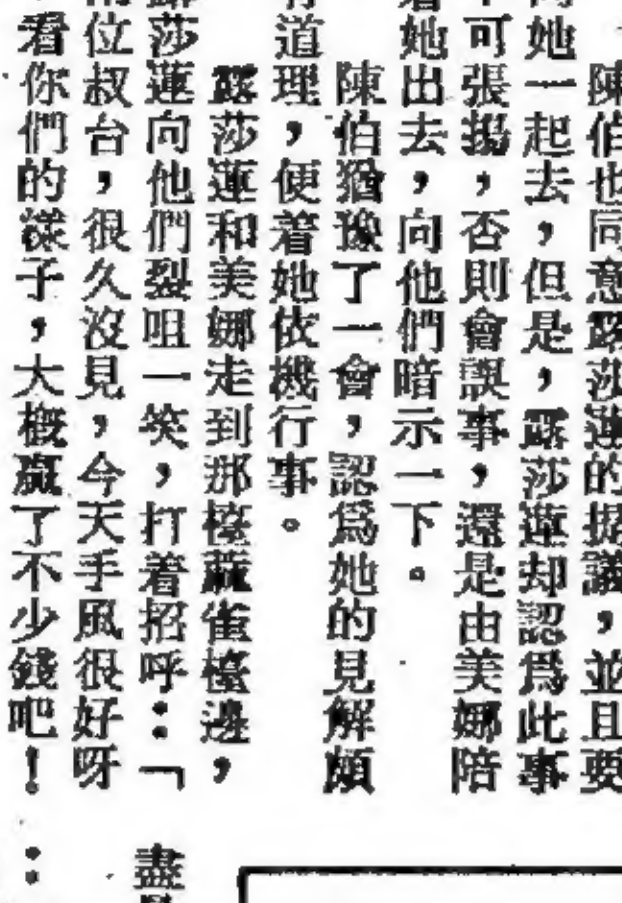 陳伯也同意露莎蓮的提議，並且要
她一起去，但是，露莎蓮却認爲此事
可張揚，否則會誤事，還是由美娜陪
着她出去，向他們暗示一下。
陳伯猶豫了一會，認爲她的見解頗
道理，便着她依機行事。
露莎蓮和美娜走到那檯蔴雀檯邊，
莎蓮向他們裂咀一笑，打着招呼：「
位叔台，很久沒見，今天手風很好呀
看你們的樣子，大概贏了不少錢吧！：
盡